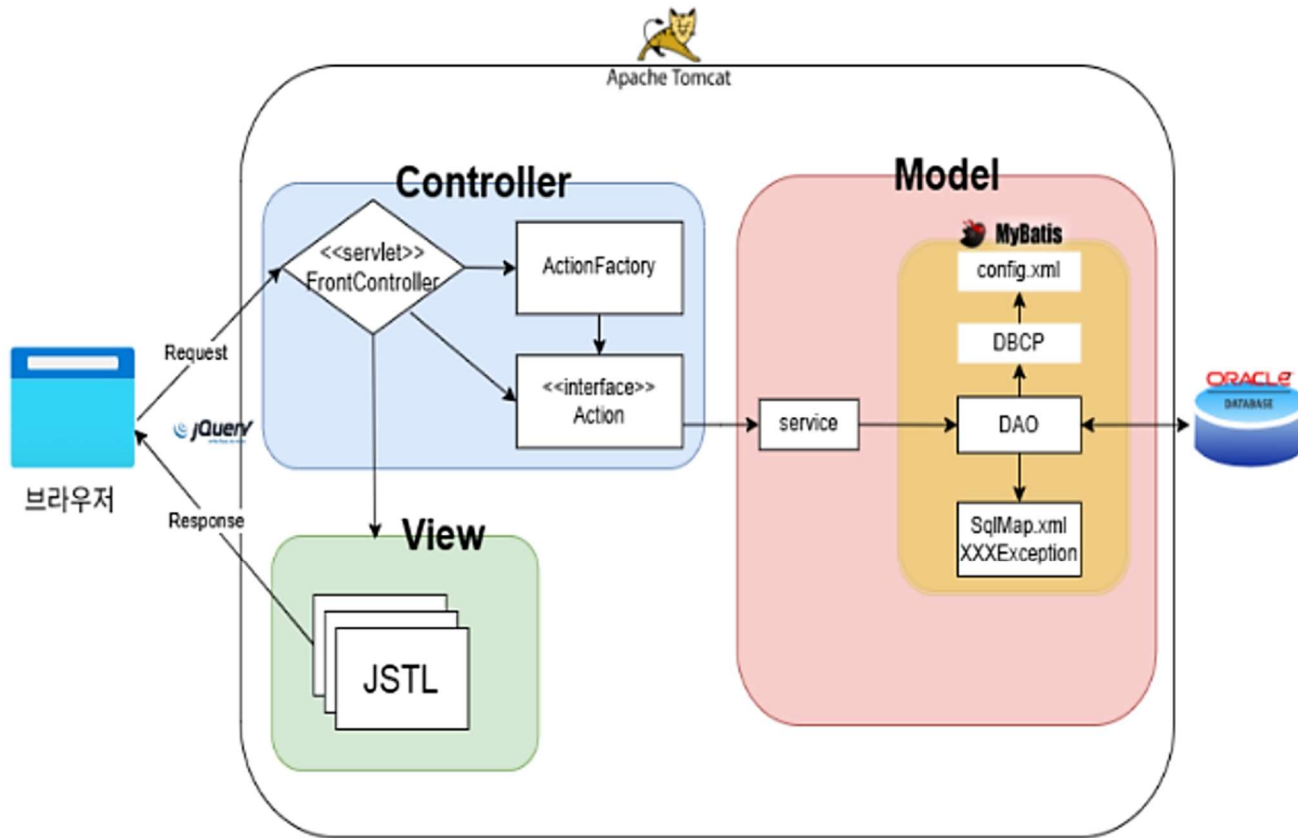 Apache Tomcat
Controller
Model
<<servlet>>
FrontController
ActionFactory
<<interface>>
Action
MyBatis
config.xml
DBCP
DAO
SqlMap.xml
XXXException
service
ORACLE
DATABASE
Request
jQuery
브라우저
Response
View
JSTL